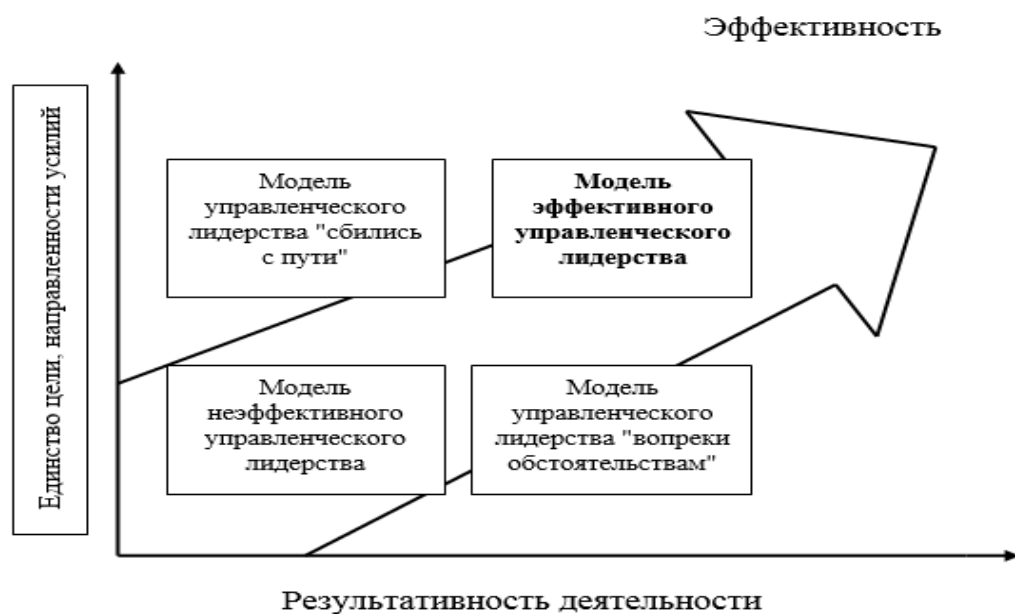 Эффективность
Единство цели, направленности усилий
Модель
управленческого
лидерства "сбились
с пути"
Модель
эффективного
управленческого
лидерства
Модель
неэффективного
управленческого
лидерства
Модель
управленческого
лидерства "вопреки
обстоятельствам"
Результативность деятельности